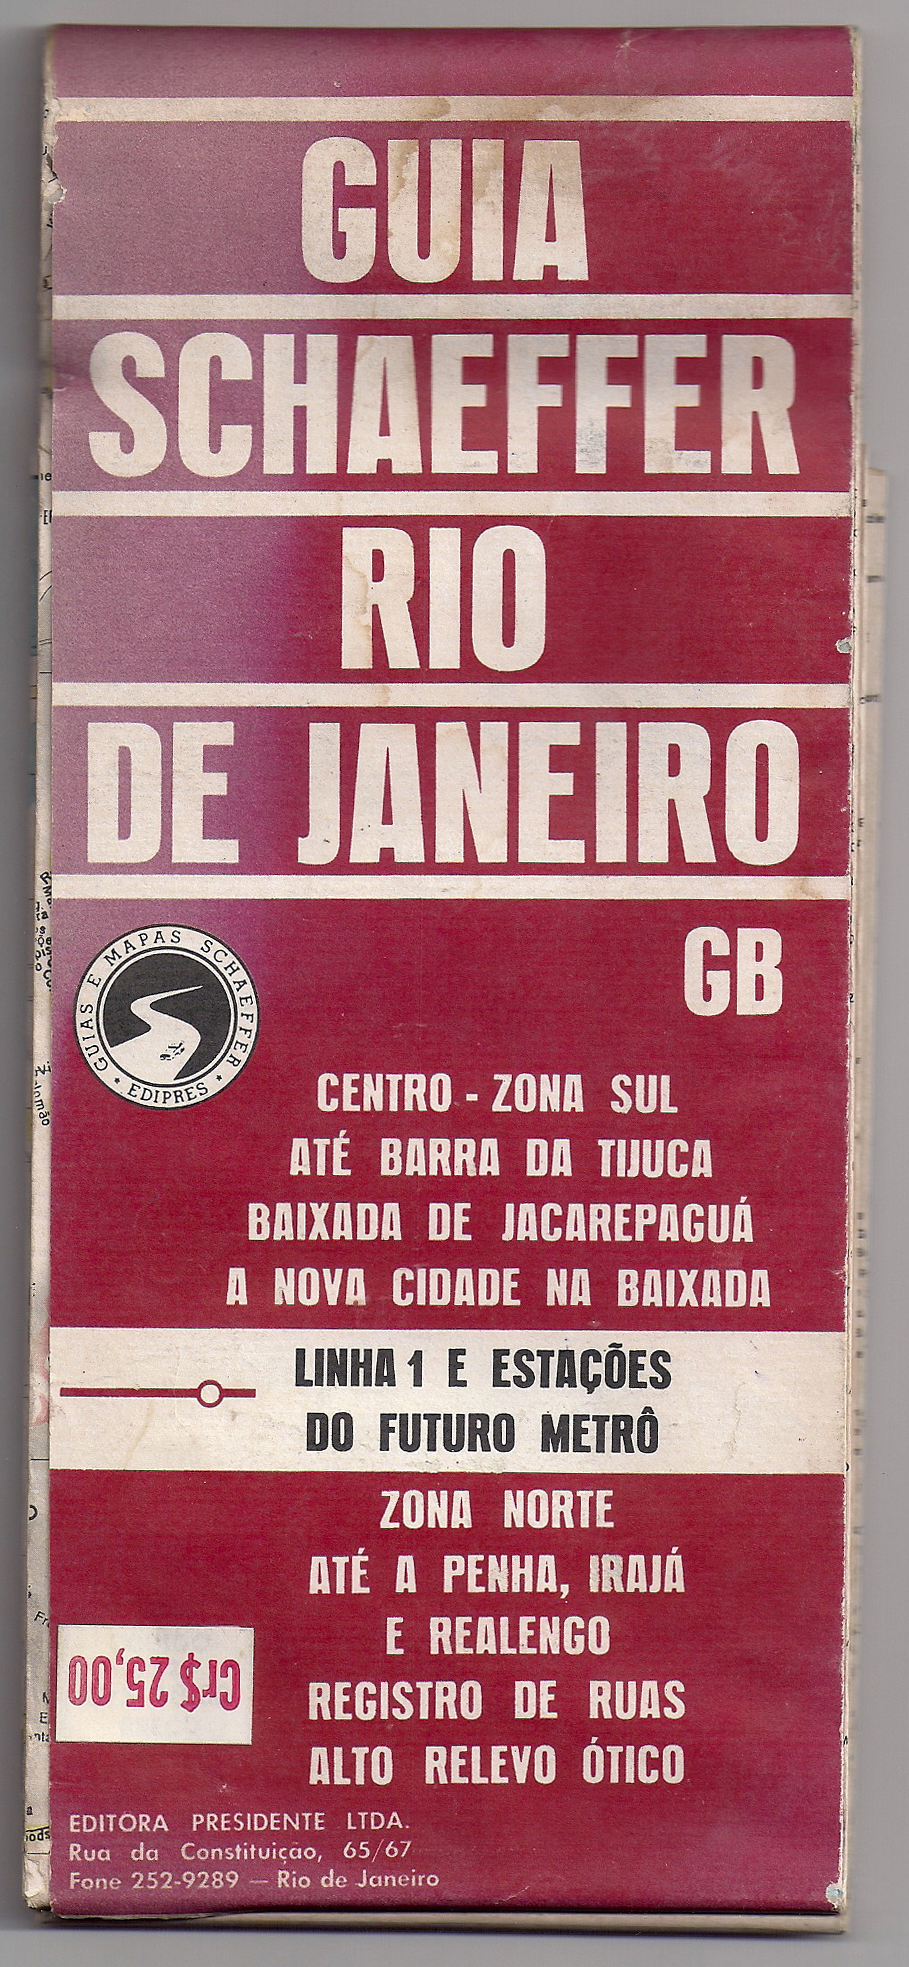 GUIA
SCHAEFFER
RIO
DE JANEIRO
GB
GUIAS E MAPAS SCHAEFFER
★ EDIPRES ★
CENTRO - ZONA SUL
ATÉ BARRA DA TIJUCA
BAIXADA DE JACAREPAGUÁ
A NOVA CIDADE NA BAIXADA
LINHA 1 E ESTAÇÕES
DO FUTURO METRÔ
ZONA NORTE
ATÉ A PENHA, IRAJÁ
E REALENGO
REGISTRO DE RUAS
ALTO RELEVO ÓTICO
Cr$ 25,00
EDITORA PRESIDENTE LTDA.
Rua da Constituição, 65/67
Fone 252-9289 — Rio de Janeiro